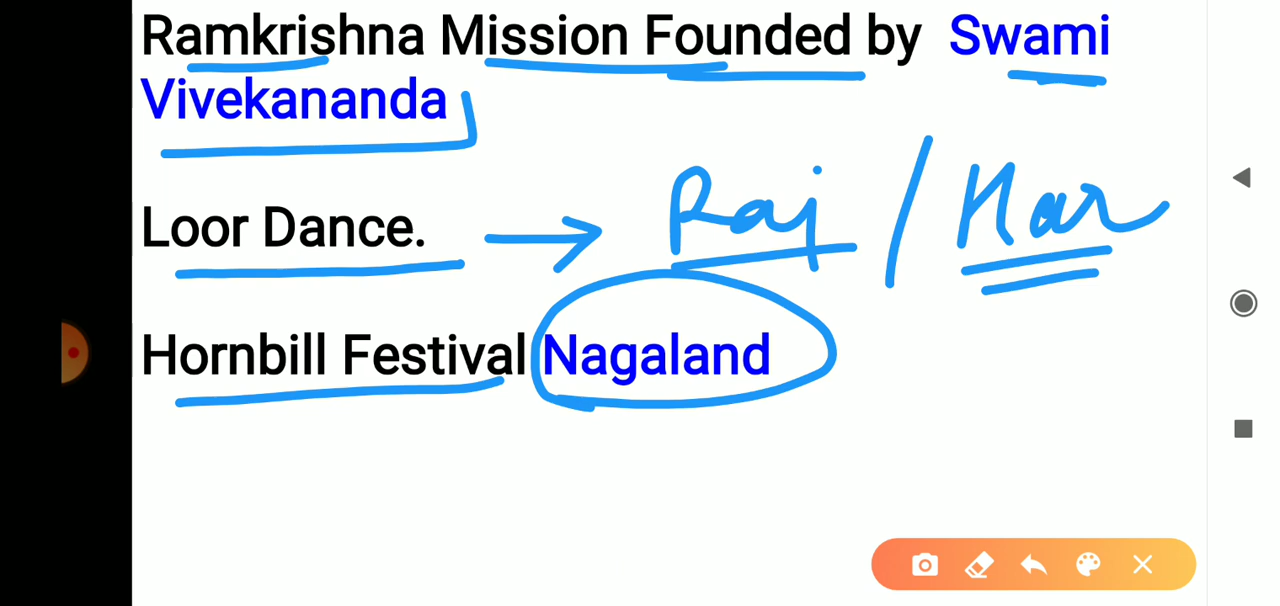 Ramkrishna Mission Founded by Swami
Vivekananda
Loor Dance. → Raj / Har
Hornbill Festival Nagaland